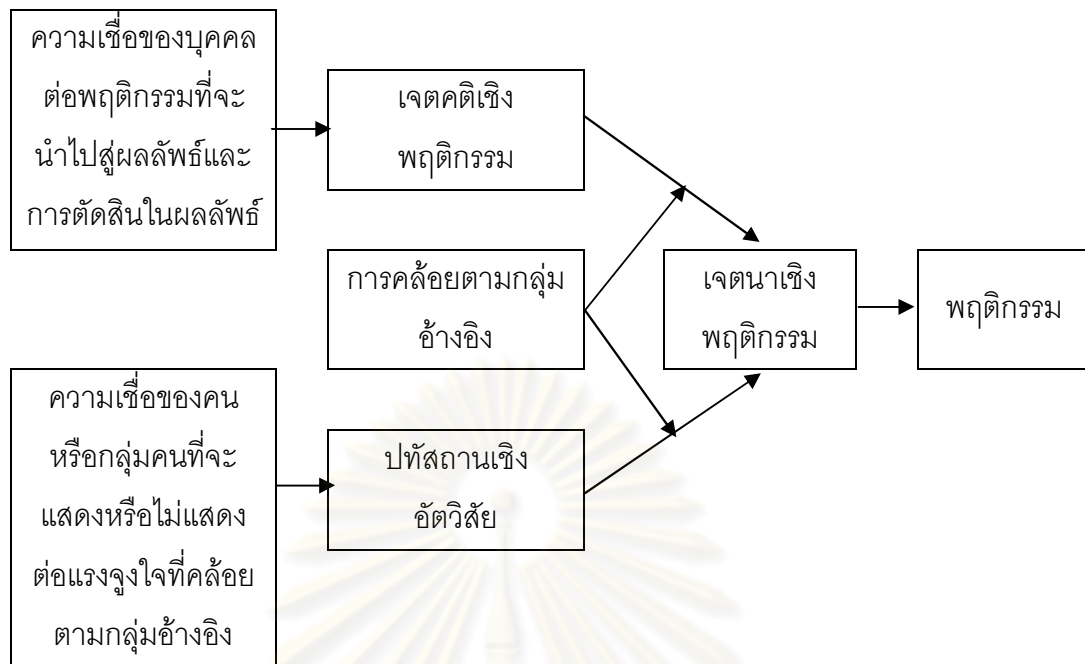 ความเชื่อของบุคคล
ต่อพฤติกรรมที่จะ
นำไปสู่ผลลัพธ์และ
การตัดสินในผลลัพธ์
เจตคติเชิง
พฤติกรรม
การคล้อยตามกลุ่ม
อ้างอิง
เจตนาเชิง
พฤติกรรม
พฤติกรรม
ความเชื่อของคน
หรือกลุ่มคนที่จะ
แสดงหรือไม่แสดง
ต่อแรงจูงใจที่คล้อย
ตามกลุ่มอ้างอิง
ปทัสถานเชิง
อัตวิสัย